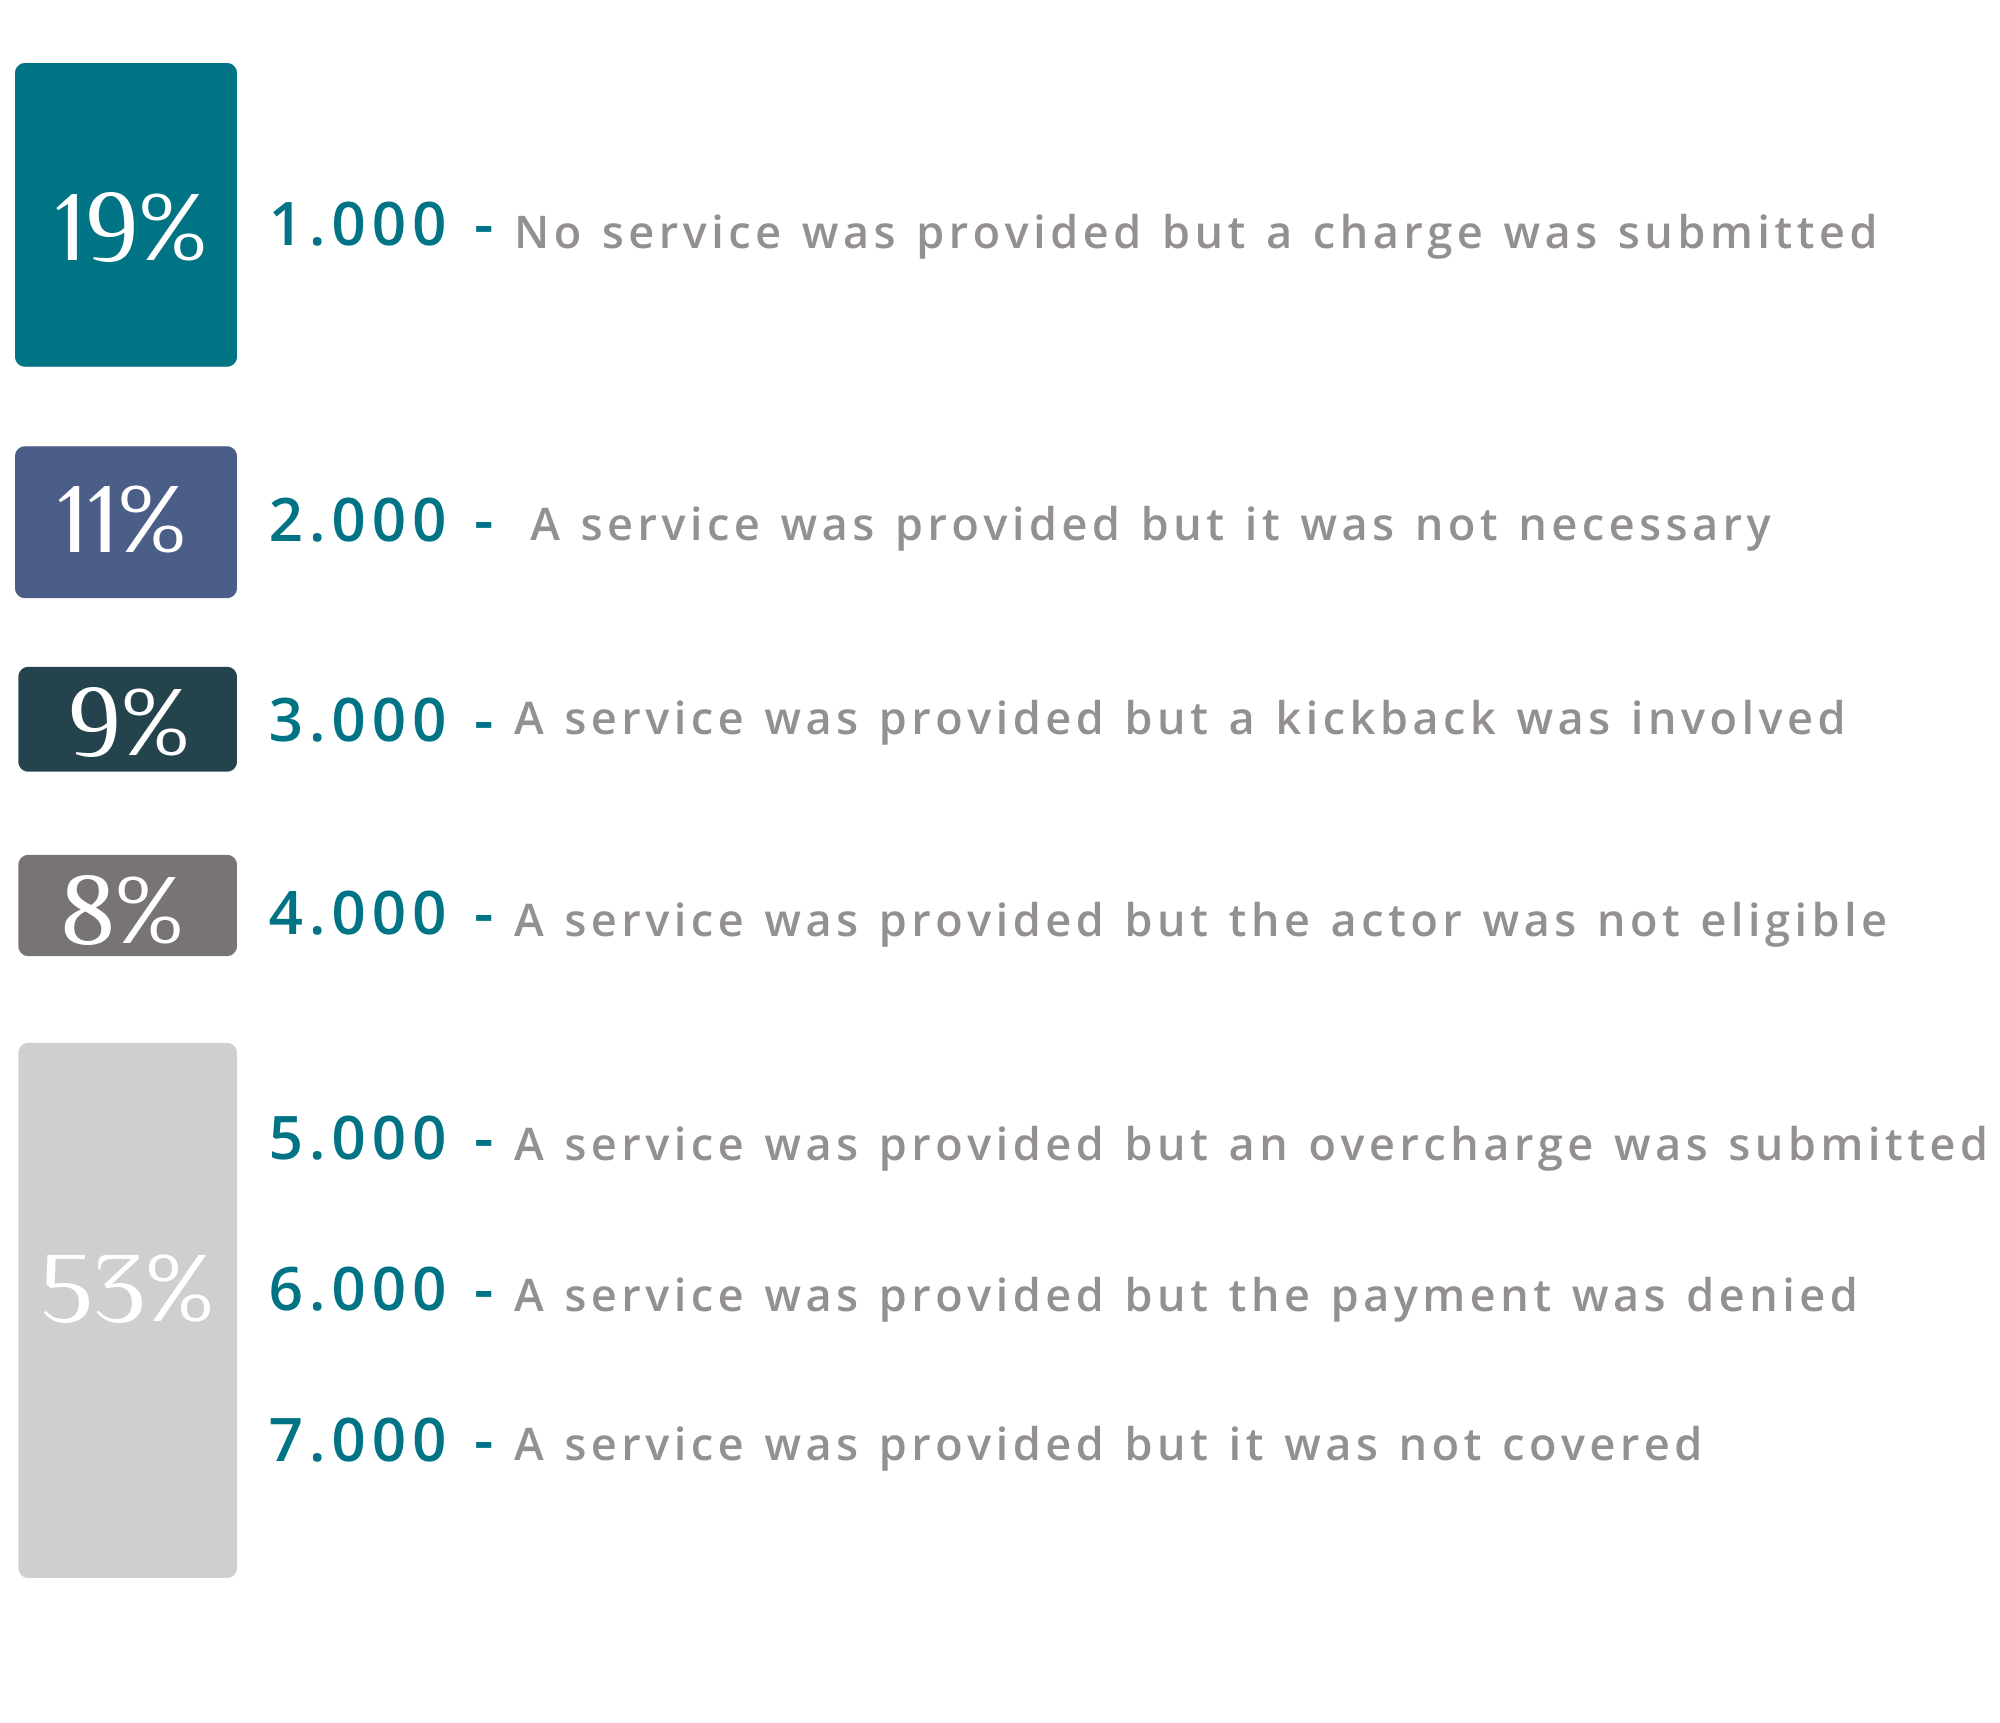 19%
1.000 - No service was provided but a charge was submitted
11%
2.000 - A service was provided but it was not necessary
9%
3.000 - A service was provided but a kickback was involved
8%
4.000 - A service was provided but the actor was not eligible
5.000 - A service was provided but an overcharge was submitted
53%
6.000 - A service was provided but the payment was denied
7.000 - A service was provided but it was not covered